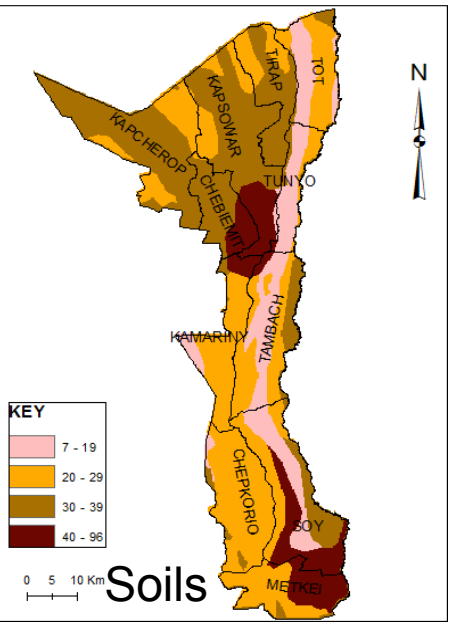 TOT
TIRAP
N
KAPSOWAR
KAPCHEROP
TUNYO
CHEBIEMIT
TAMBACH
KAMARINY
KEY
7 - 19
20 - 29
30 - 39
40 - 96
CHEPKORIO
SOY
0 5 10 Km
Soils
METKEI